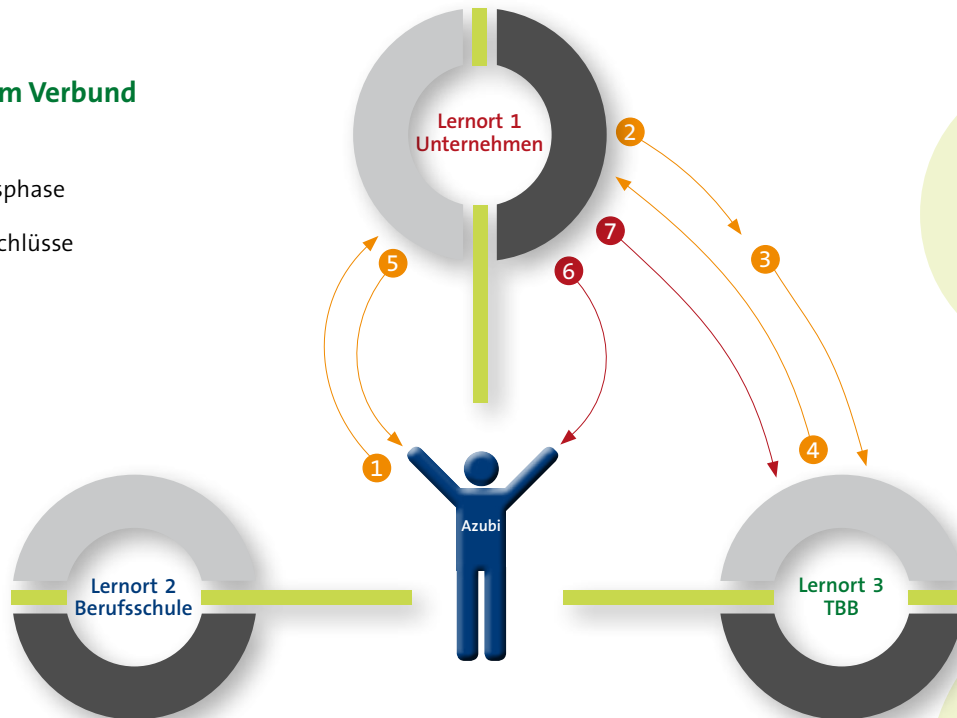 m Verbund
sphase
chlüsse
Lernort 1
Unternehmen
2
7
3
5
6
4
1
Azubi
Lernort 2
Berufsschule
Lernort 3
TBB